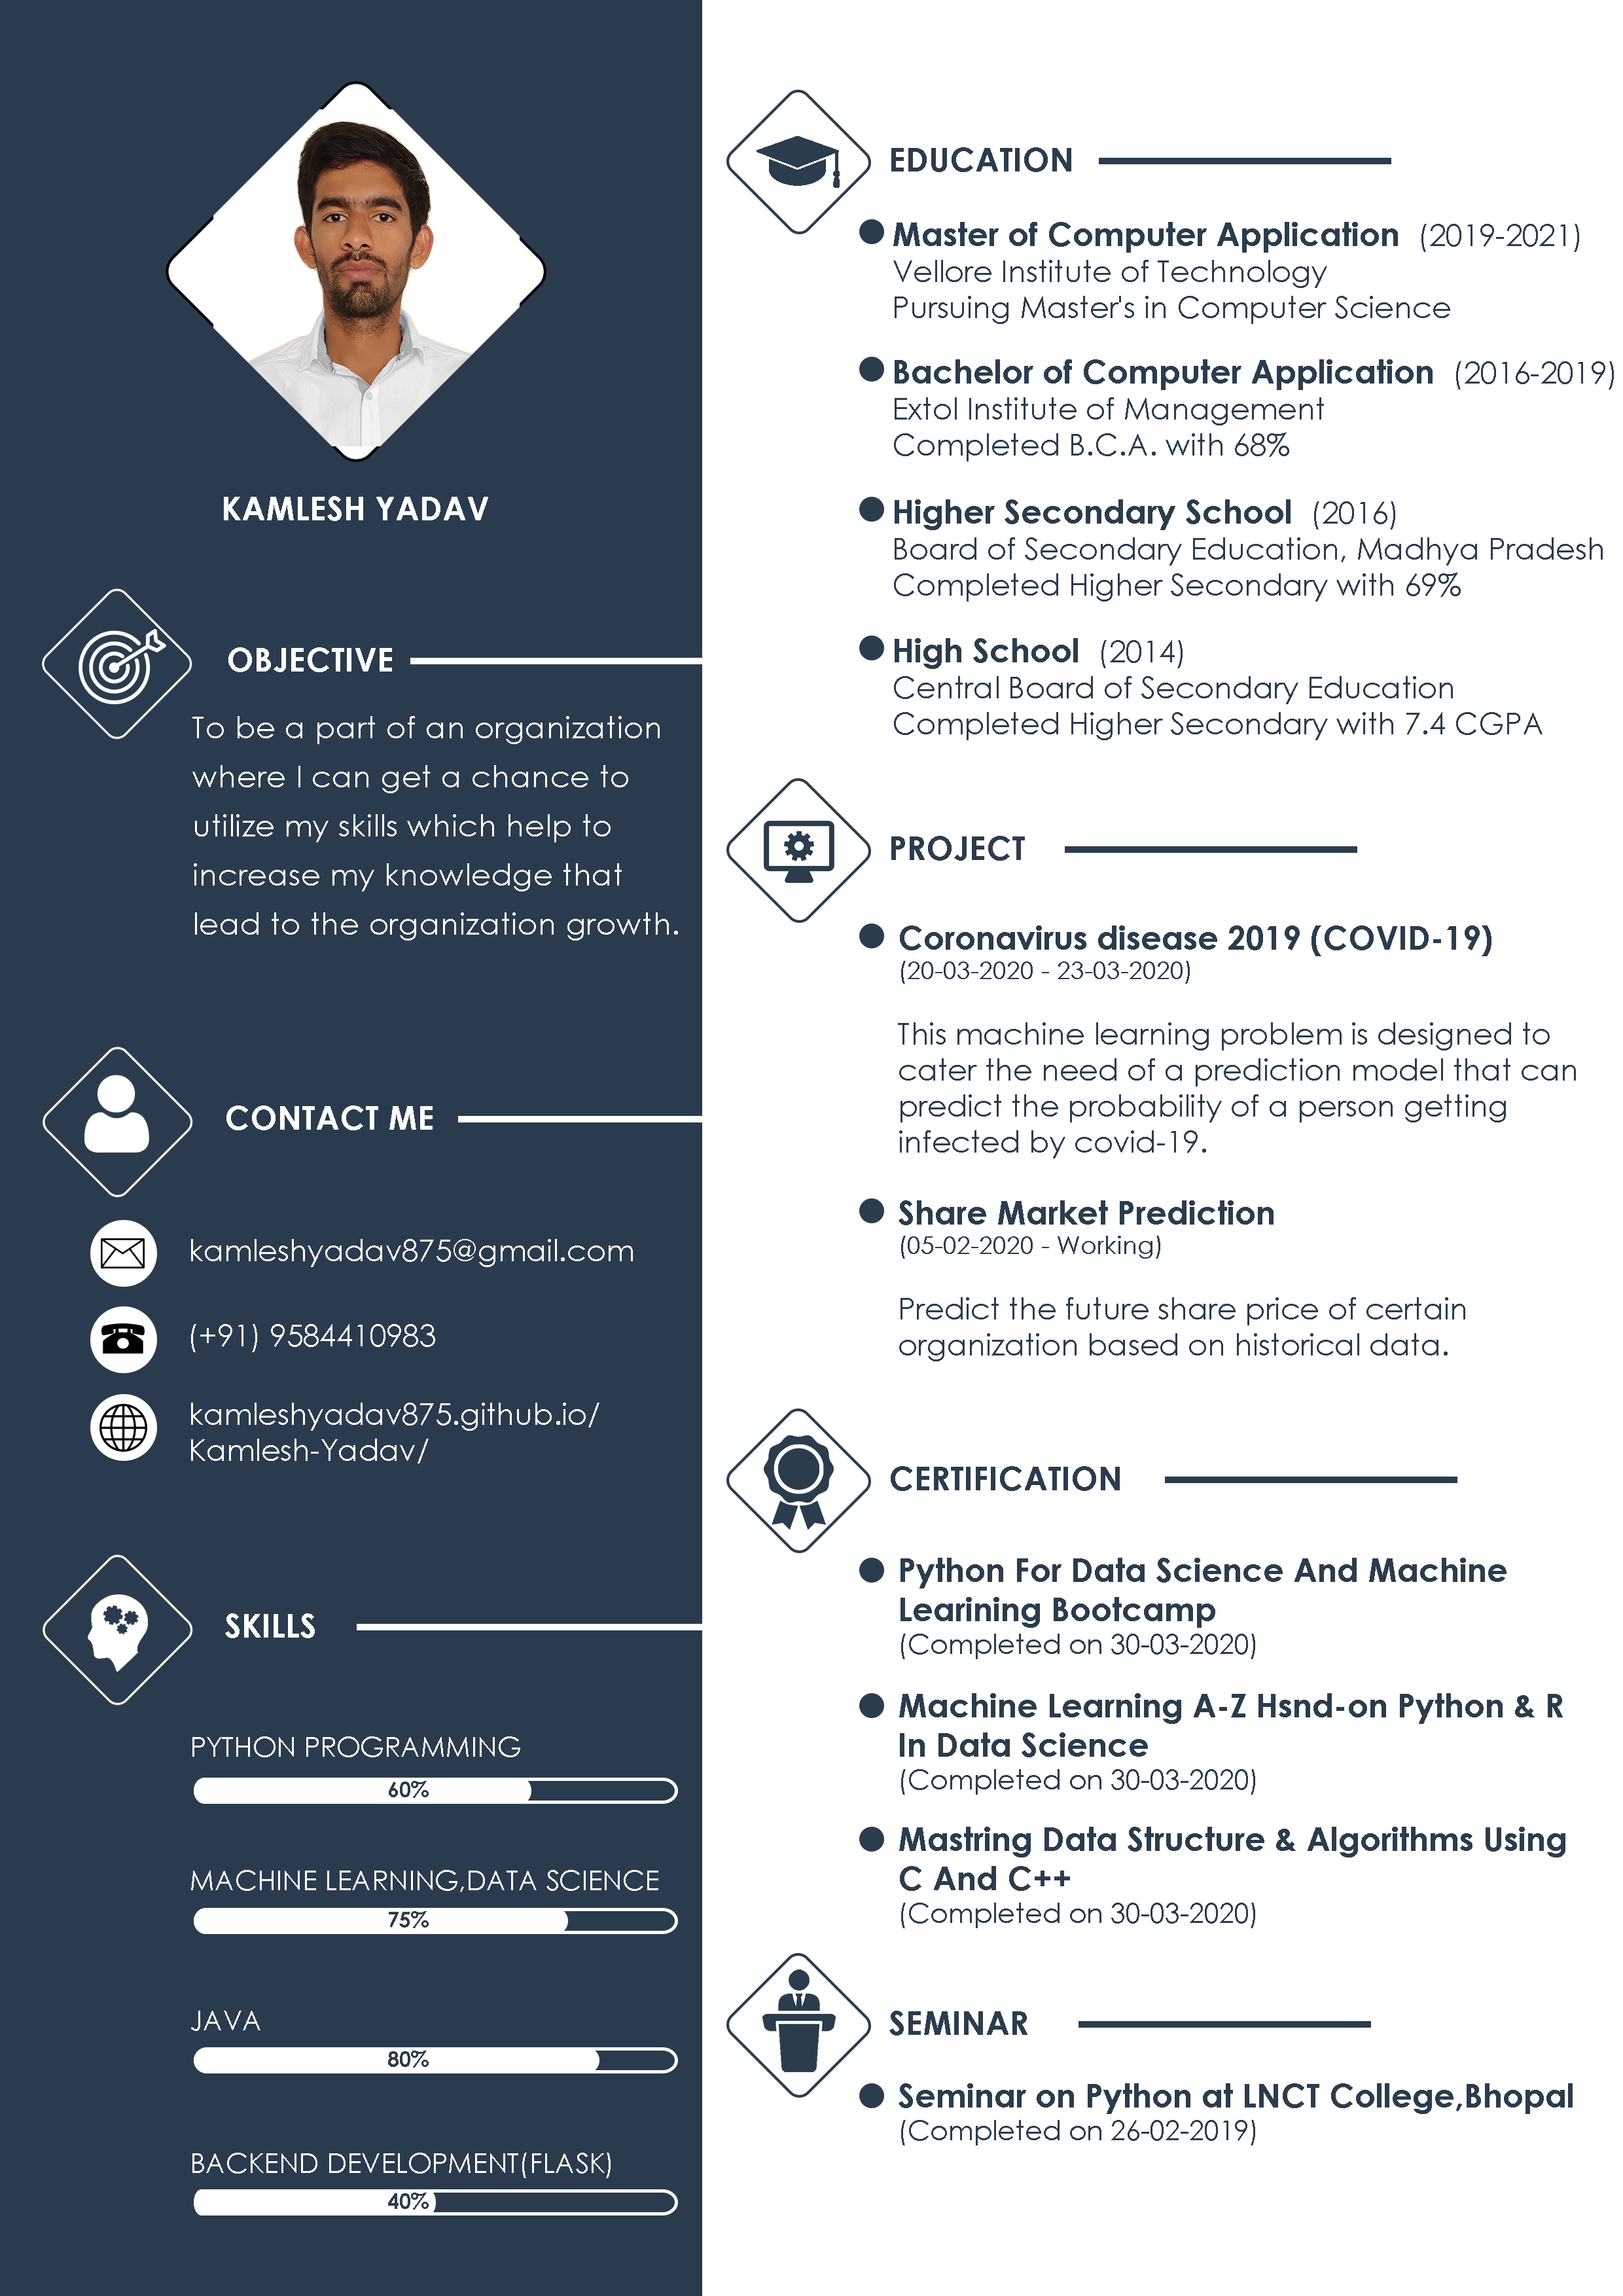 KAMLESH YADAV
OBJECTIVE
To be a part of an organization
where I can get a chance to
utilize my skills which help to
increase my knowledge that
lead to the organization growth.
CONTACT ME
kamleshyadav875@gmail.com
(+91) 9584410983
kamleshyadav875.github.io/
Kamlesh-Yadav/
SKILLS
PYTHON PROGRAMMING
60%
MACHINE LEARNING,DATA SCIENCE
75%
JAVA
80%
BACKEND DEVELOPMENT(FLASK)
40%
EDUCATION
Master of Computer Application (2019-2021)
Vellore Institute of Technology
Pursuing Master's in Computer Science
Bachelor of Computer Application (2016-2019)
Extol Institute of Management
Completed B.C.A. with 68%
Higher Secondary School (2016)
Board of Secondary Education, Madhya Pradesh
Completed Higher Secondary with 69%
High School (2014)
Central Board of Secondary Education
Completed Higher Secondary with 7.4 CGPA
PROJECT
Coronavirus disease 2019 (COVID-19)
(20-03-2020 - 23-03-2020)
This machine learning problem is designed to
cater the need of a prediction model that can
predict the probability of a person getting
infected by covid-19.
Share Market Prediction
(05-02-2020 - Working)
Predict the future share price of certain
organization based on historical data.
CERTIFICATION
Python For Data Science And Machine
Learining Bootcamp
(Completed on 30-03-2020)
Machine Learning A-Z Hsnd-on Python & R
In Data Science
(Completed on 30-03-2020)
Mastring Data Structure & Algorithms Using
C And C++
(Completed on 30-03-2020)
SEMINAR
Seminar on Python at LNCT College,Bhopal
(Completed on 26-02-2019)